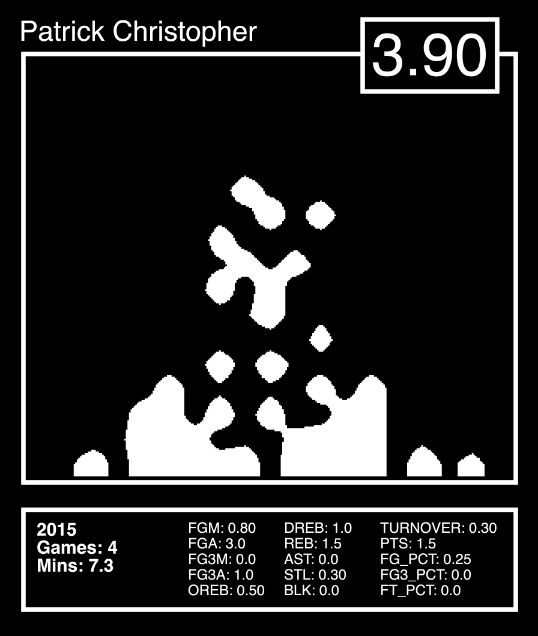 Patrick Christopher
3.90
2015
Games: 4
Mins: 7.3
FGM: 0.80
FGA: 3.0
FG3M: 0.0
FG3A: 1.0
OREB: 0.50
DREB: 1.0
REB: 1.5
AST: 0.0
STL: 0.30
BLK: 0.0
TURNOVER: 0.30
PTS: 1.5
FG_PCT: 0.25
FG3_PCT: 0.0
FT_PCT: 0.0